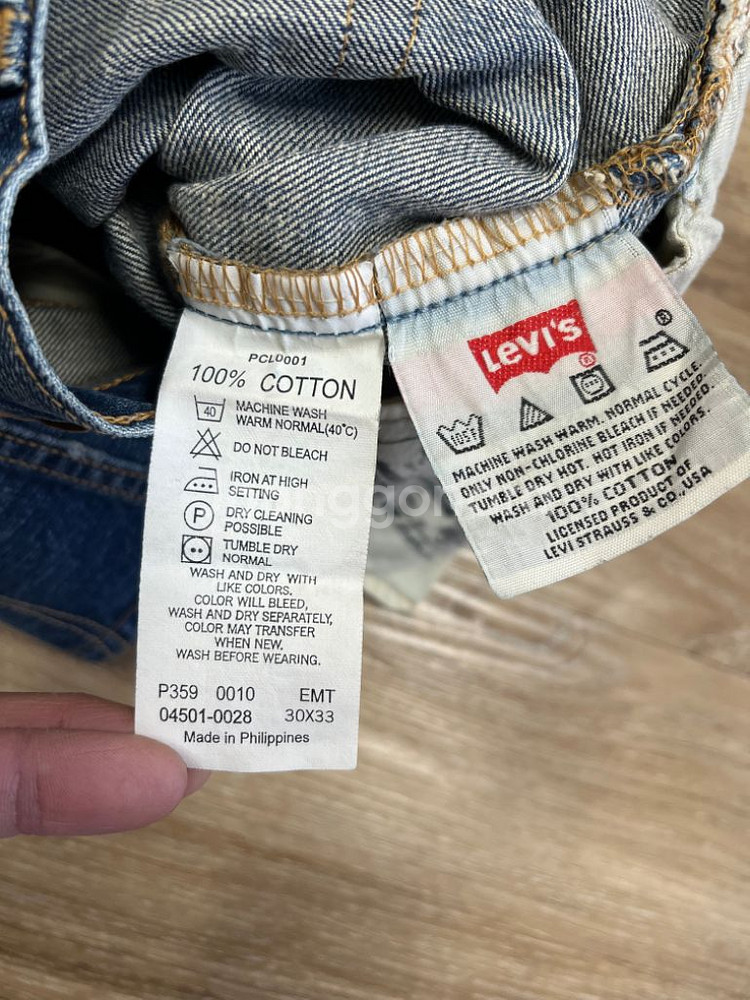 PCL0001
100% COTTON
40
MACHINE WASH
WARM NORMAL(40°C)
DO NOT BLEACH
IRON AT HIGH
SETTING
P
DRY CLEANING
POSSIBLE
TUMBLE DRY
NORMAL
WASH AND DRY WITH
LIKE COLORS.
COLOR WILL BLEED,
WASH AND DRY SEPARATELY,
COLOR MAY TRANSFER
WHEN NEW.
WASH BEFORE WEARING.
P359 0010 EMT
04501-0028 30X33
Made in Philippines
LEVI'S
®
®
MACHINE WASH WARM. NORMAL CYCLE.
ONLY NON-CHLORINE BLEACH IF NEEDED.
TUMBLE DRY HOT. HOT IRON IF NEEDED.
WASH AND DRY WITH LIKE COLORS.
100% COTTON
LICENSED PRODUCT OF
LEVI STRAUSS & CO., USA